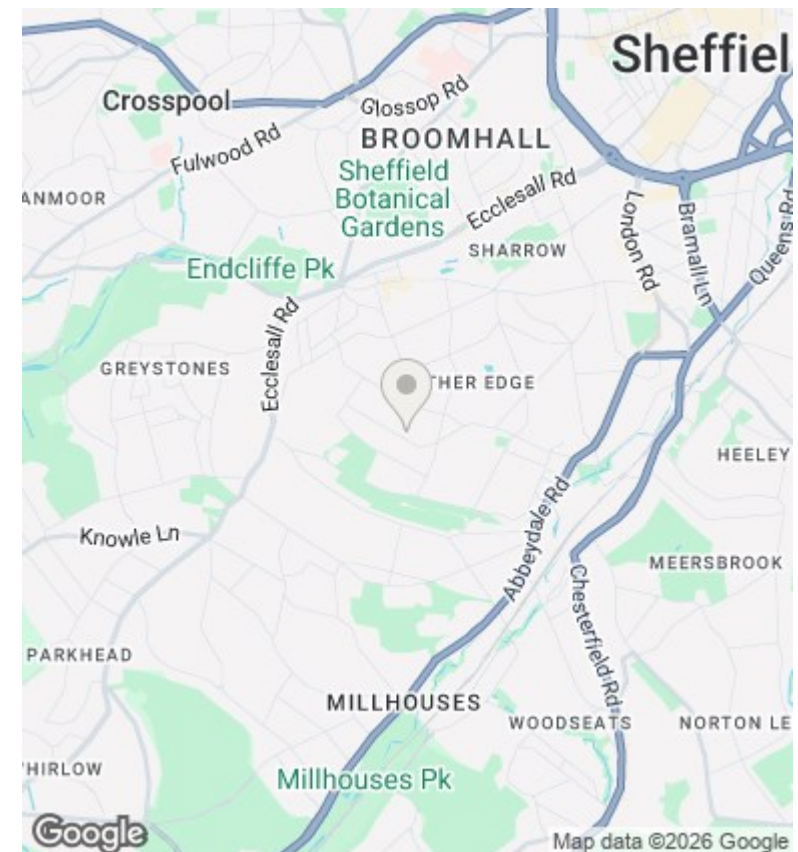 Sheffiel
Crosspool
Glossop Rd
BROOMHALL
Fulwood Rd
Sheffield
Botanical
Gardens
ANMOOR
Ecclesall Rd
London Rd
Bramall Ln
Queens Rd
SHARROW
Endcliffe Pk
Ecclesall Rd
GREYSTONES
THER EDGE
HEELEY
Knowle Ln
Abbeydale Rd
MEERSBROOK
Chesterfield Rd
PARKHEAD
MILLHOUSES
WOODSEATS
NORTON LE
HIRLOW
Millhouses Pk
Google
Map data ©2026 Google